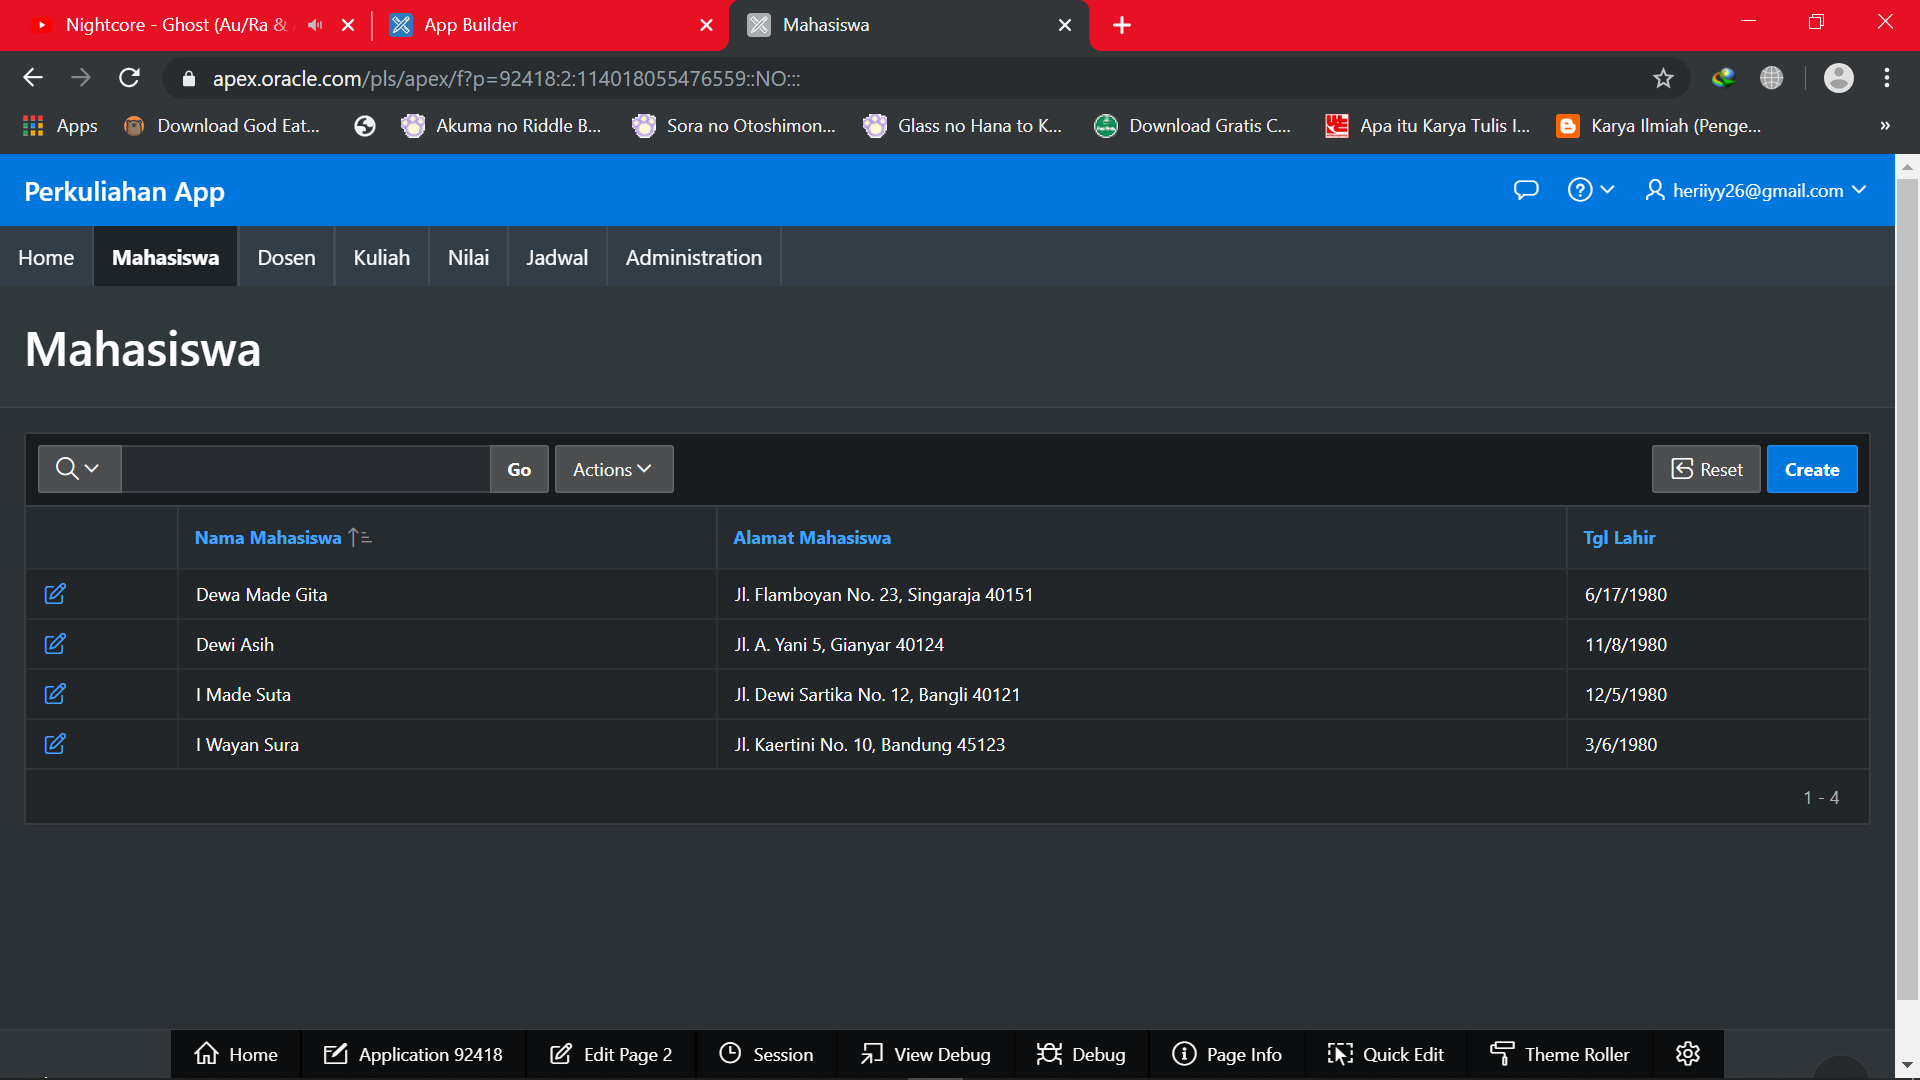 Nightcore - Ghost (Au/Ra &
App Builder
Mahasiswa
apex.oracle.com/pls/apex/f?p=92418:2:114018055476559::NO:::
Apps
Download God Eat...
Akuma no Riddle B...
Sora no Otoshimon...
Glass no Hana to K...
Download Gratis C...
Apa itu Karya Tulis I...
Karya Ilmiah (Penge...
»
Perkuliahan App
heriiyy26@gmail.com
Home
Mahasiswa
Dosen
Kuliah
Nilai
Jadwal
Administration
Mahasiswa
Go
Actions
Reset
Create
Nama Mahasiswa
Alamat Mahasiswa
Tgl Lahir
Dewa Made Gita
Jl. Flamboyan No. 23, Singaraja 40151
6/17/1980
Dewi Asih
Jl. A. Yani 5, Gianyar 40124
11/8/1980
I Made Suta
Jl. Dewi Sartika No. 12, Bangli 40121
12/5/1980
I Wayan Sura
Jl. Kaertini No. 10, Bandung 45123
3/6/1980
1 - 4
Home
Application 92418
Edit Page 2
Session
View Debug
Debug
Page Info
Quick Edit
Theme Roller